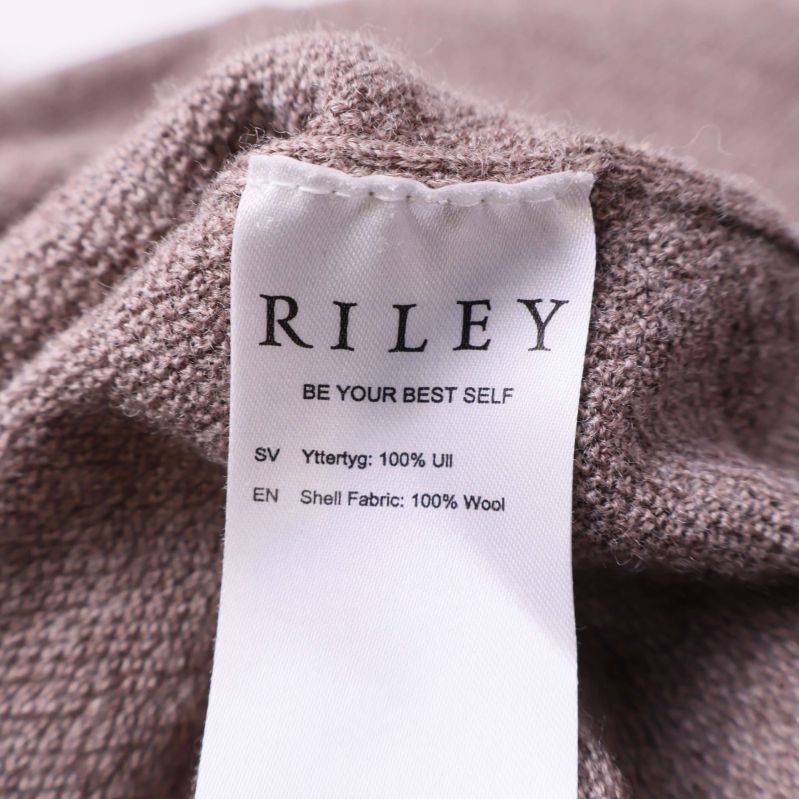 RILEY
BE YOUR BEST SELF
SV Yttertyg: 100% Ull
EN Shell Fabric: 100% Wool